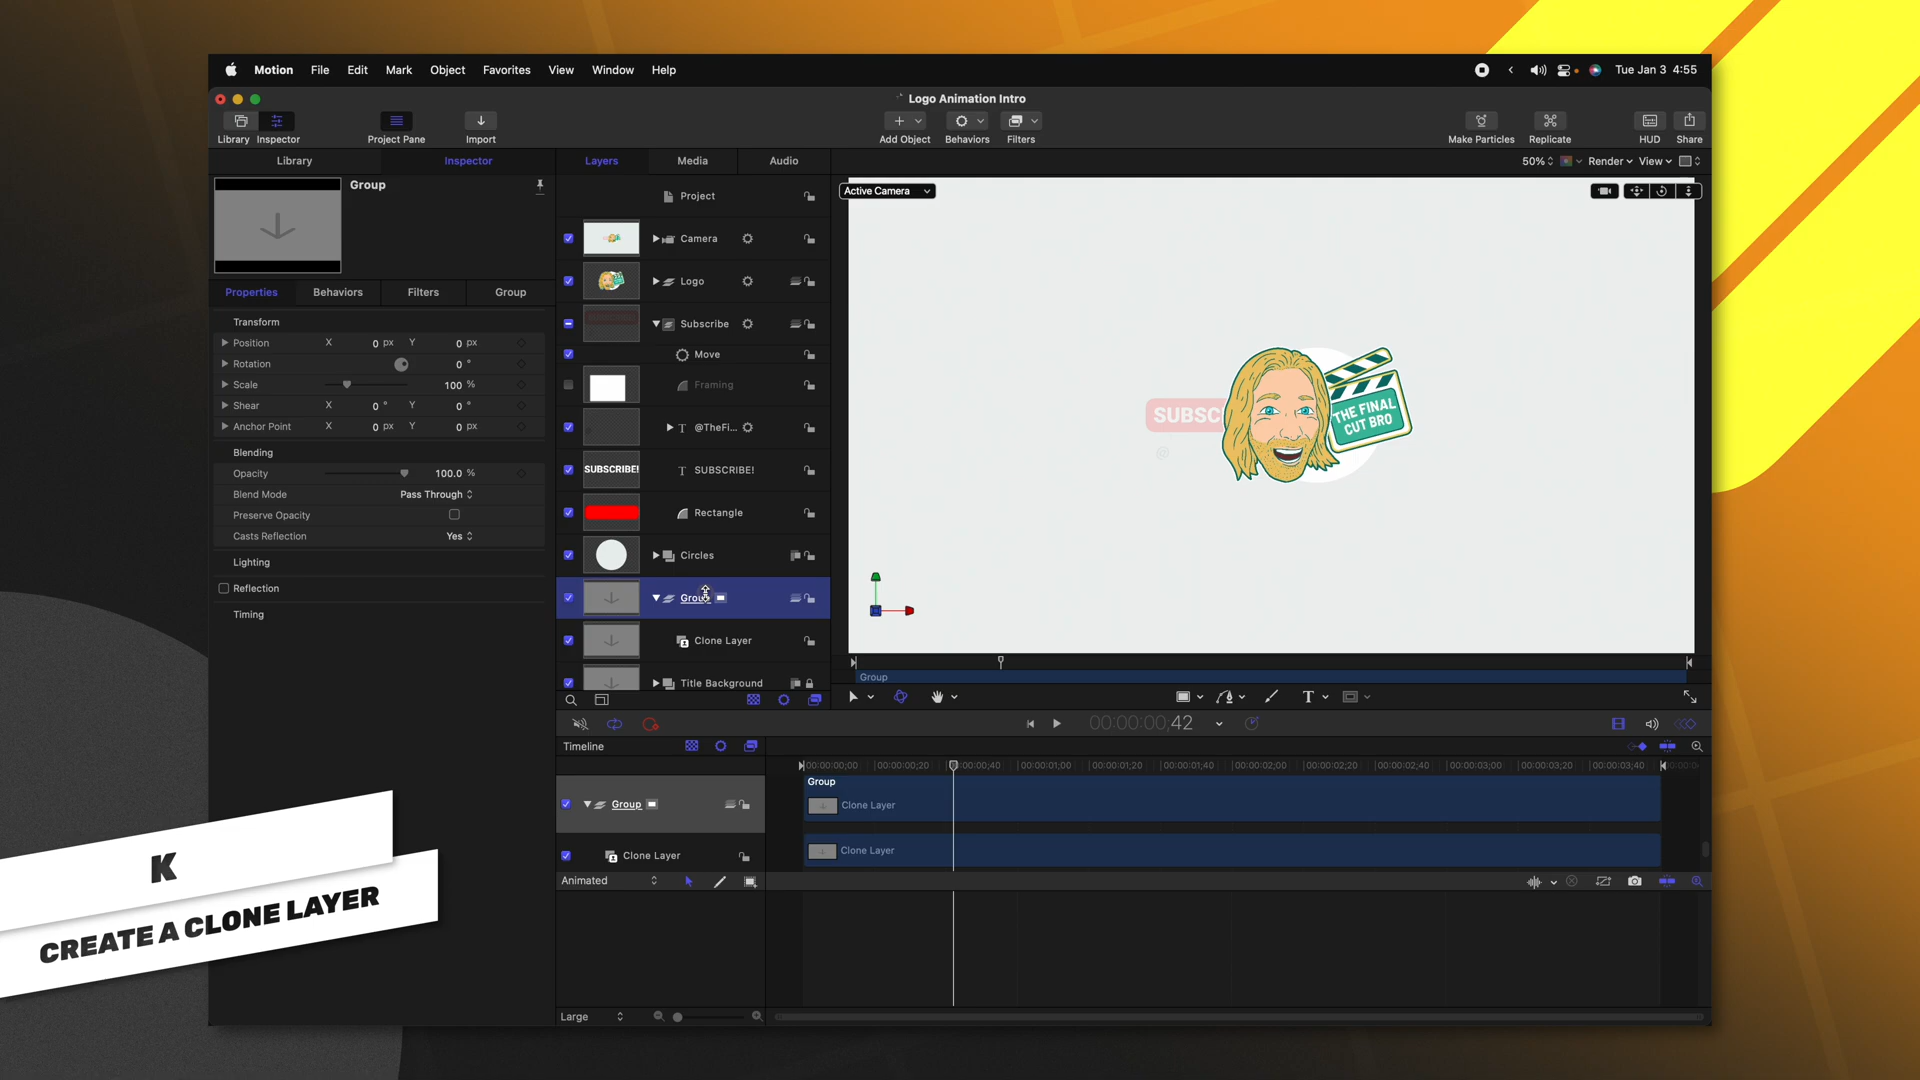 Motion File Edit Mark Object Favorites View Window Help
Tue Jan 3 4:55
Logo Animation Intro
Library Inspector Project Pane Import Add Object Behaviors Filters Make Particles Replicate HUD Share
Library Inspector Layers Media Audio
50% Render View
Group
Properties Behaviors Filters Group
Transform
Position X 0 px Y 0 px
Rotation 0 °
Scale 100 %
Shear X 0 ° Y 0 °
Anchor Point X 0 px Y 0 px
Blending
Opacity 100.0 %
Blend Mode Pass Through
Preserve Opacity
Casts Reflection Yes
Lighting
Reflection
Timing
Project
Camera
Logo
Subscribe
Move
Framing
T @TheFi...
SUBSCRIBE!
T SUBSCRIBE!
Rectangle
Circles
Group
Clone Layer
Title Background
Active Camera
SUBSC
@
THE FINAL
CUT BRO
Group
T
00:00:00,42
Timeline
00:00:00;00 00:00:00;20 00:00:00;40 00:00:01;00 00:00:01;20 00:00:01;40 00:00:02;00 00:00:02;20 00:00:02;40 00:00:03;00 00:00:03;20 00:00:03;40
Group
Group
Clone Layer
Clone Layer
Clone Layer
Animated
Large
K
CREATE A CLONE LAYER